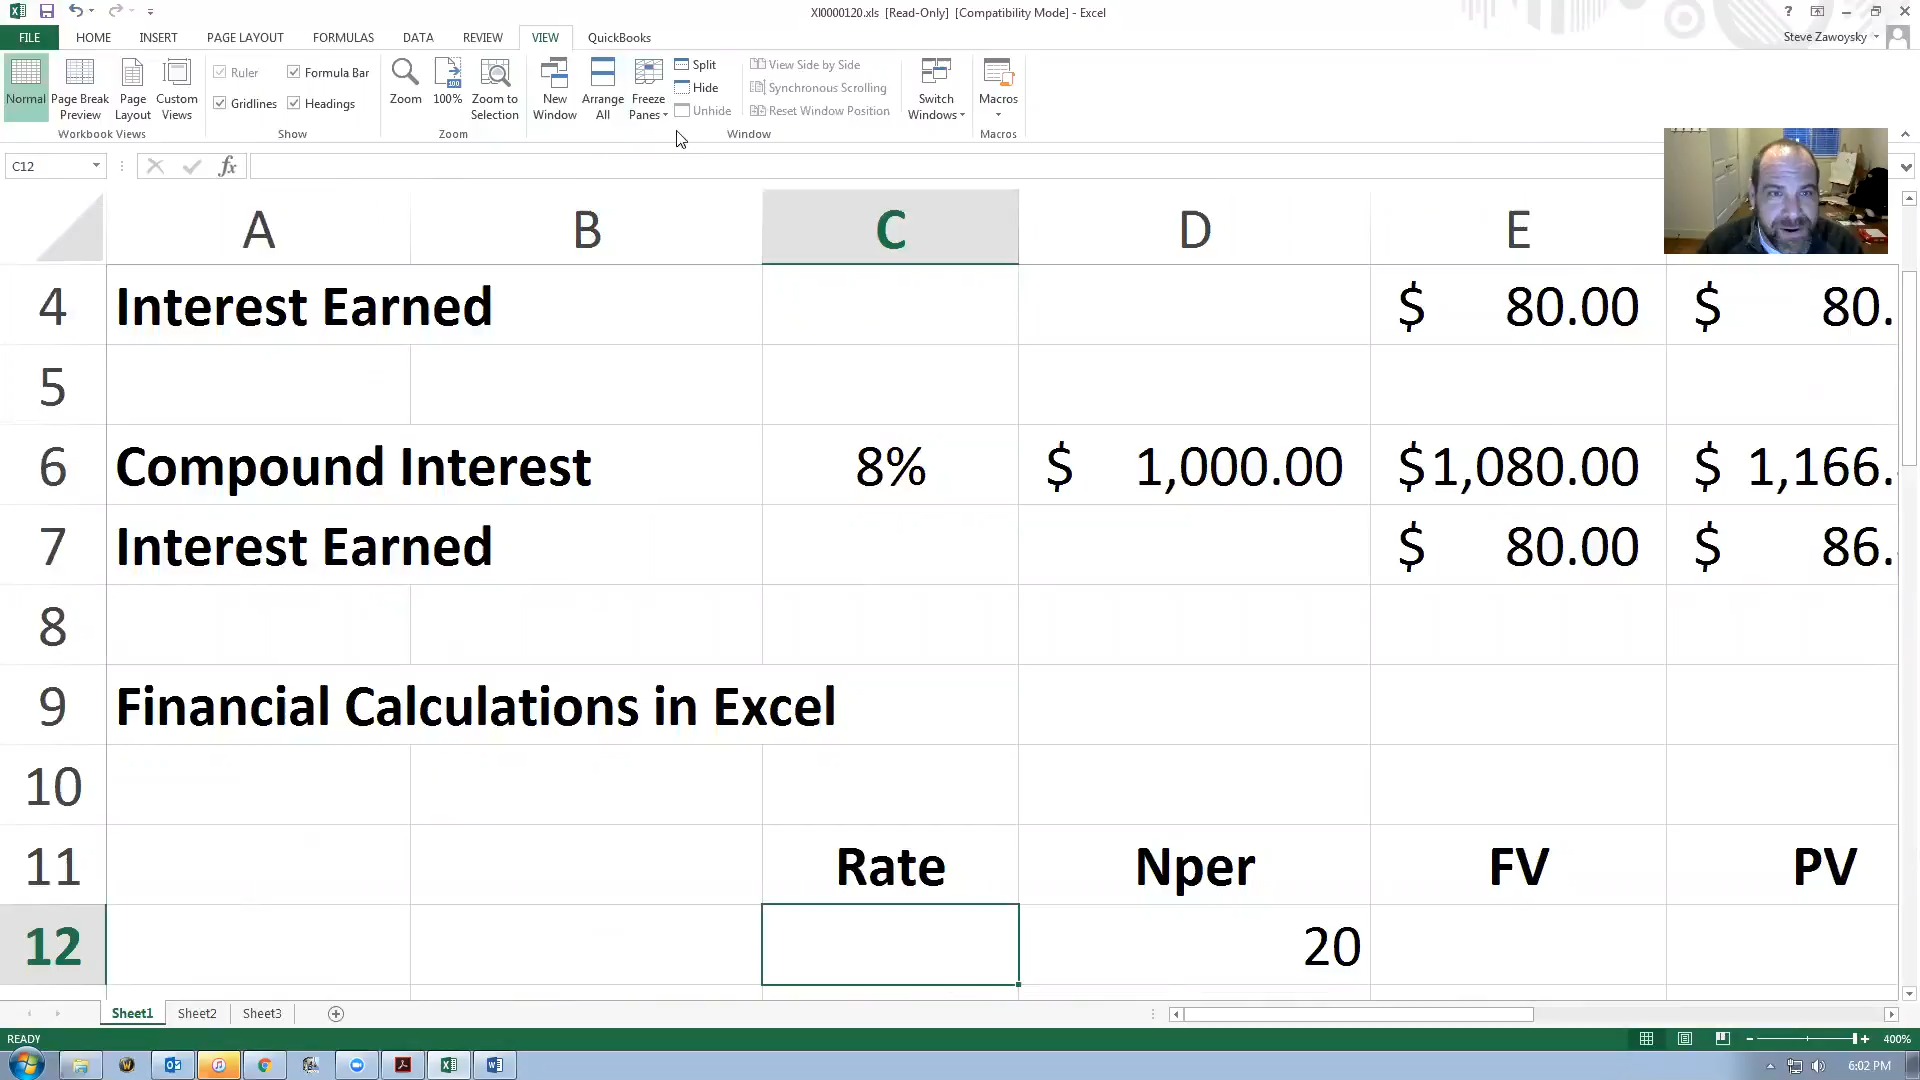 XI0000120.xls [Read-Only] [Compatibility Mode] - Excel
FILE HOME INSERT PAGE LAYOUT FORMULAS DATA REVIEW VIEW QuickBooks Steve Zawoysky
Normal
Page Break Preview
Page Layout
Custom Views
Workbook Views
Ruler
Formula Bar
Gridlines
Headings
Show
Zoom
100%
Zoom to Selection
Zoom
New Window
Arrange All
Freeze Panes
Split
Hide
Unhide
View Side by Side
Synchronous Scrolling
Reset Window Position
Window
Switch Windows
Macros
Macros
C12 fx
A B C D E
4 Interest Earned $ 80.00 $ 80.
5
6 Compound Interest 8% $ 1,000.00 $1,080.00 $ 1,166.
7 Interest Earned $ 80.00 $ 86.
8
9 Financial Calculations in Excel
10
11 Rate Nper FV PV
12 20
Sheet1 Sheet2 Sheet3
READY 400%
6:02 PM